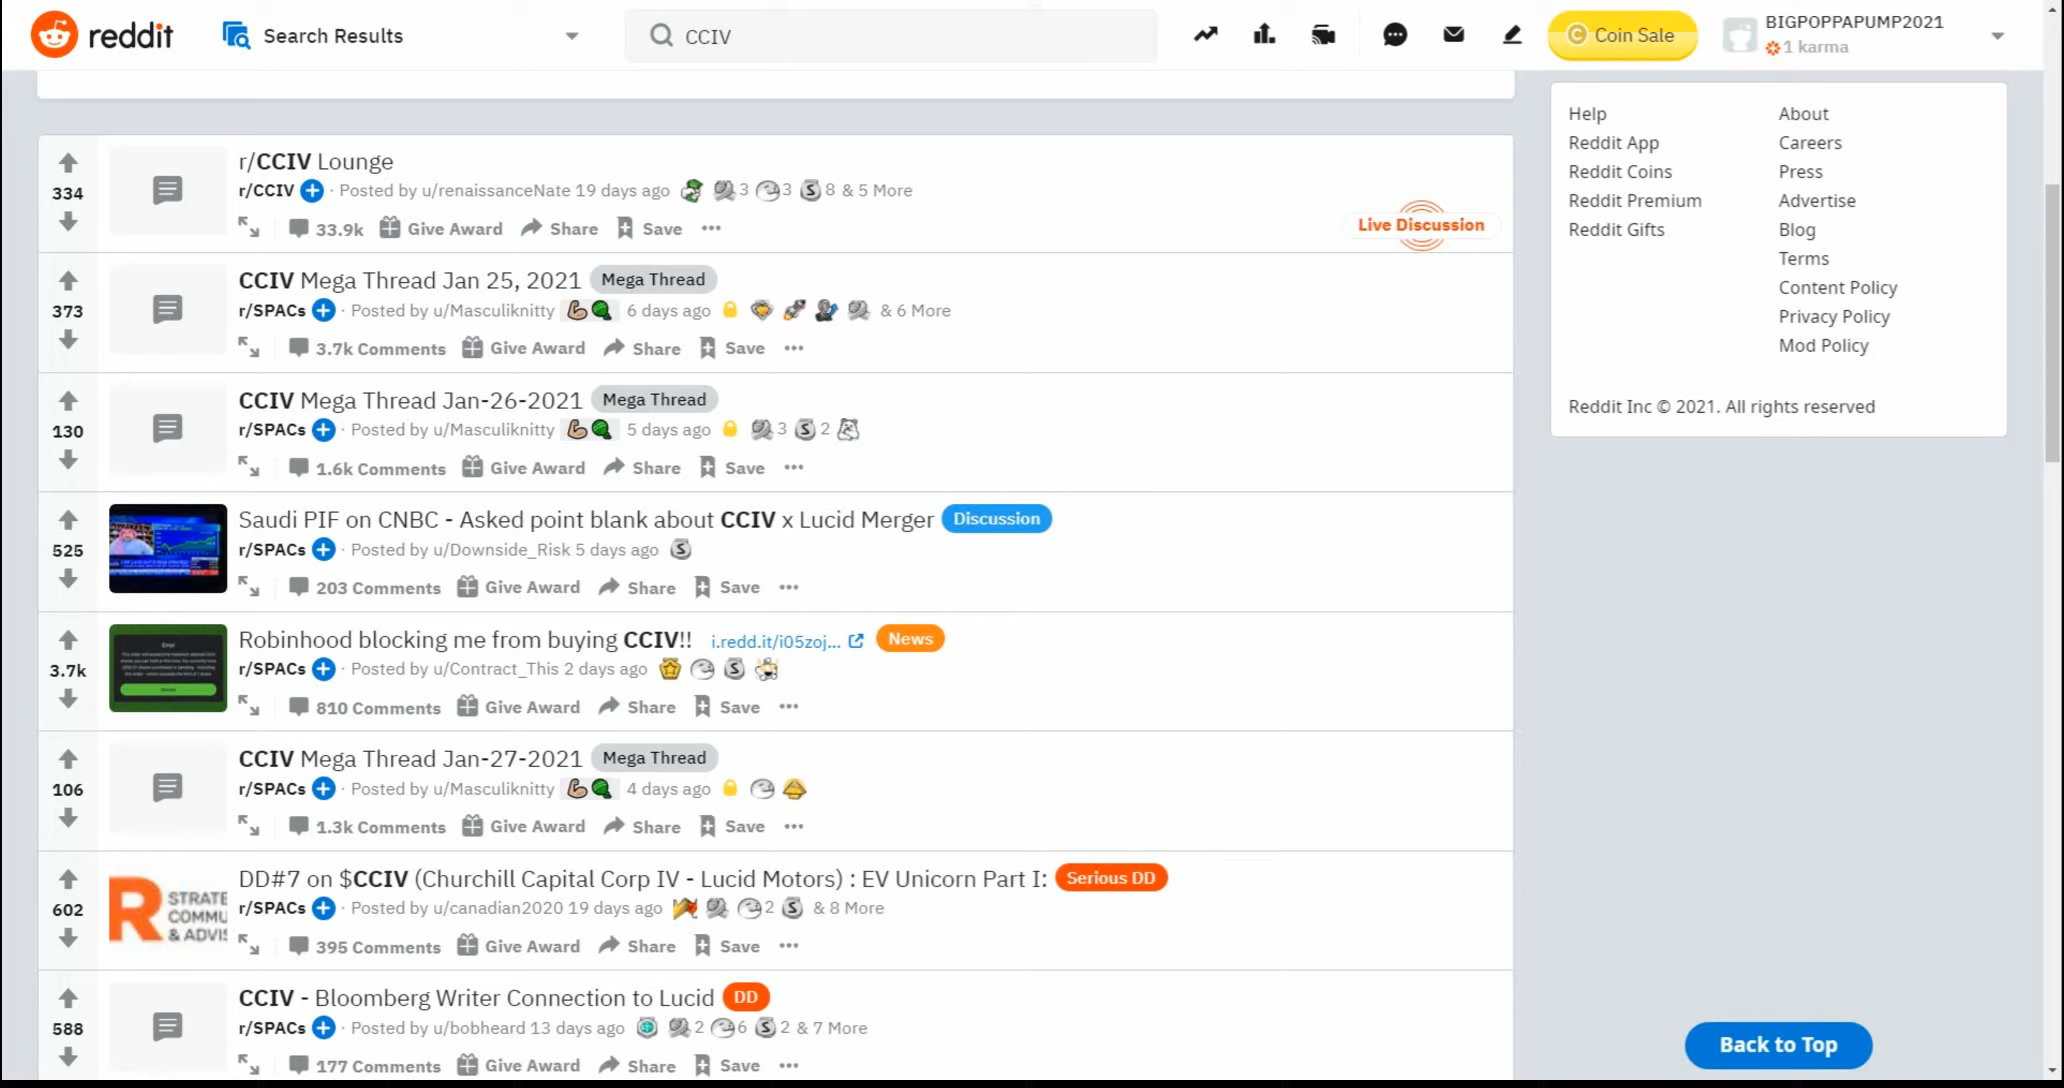 reddit Search Results CCIV Coin Sale BIGPOPPAPUMP2021
1 karma
r/CCIV Lounge
334 r/CCIV · Posted by u/renaissanceNate 19 days ago 3 3 8 & 5 More
33.9k Give Award Share Save ···
Live Discussion
CCIV Mega Thread Jan 25, 2021 Mega Thread
373 r/SPACs · Posted by u/Masculiknitty 6 days ago & 6 More
3.7k Comments Give Award Share Save ···
CCIV Mega Thread Jan-26-2021 Mega Thread
130 r/SPACs · Posted by u/Masculiknitty 5 days ago 3 2
1.6k Comments Give Award Share Save ···
Saudi PIF on CNBC - Asked point blank about CCIV x Lucid Merger Discussion
525 r/SPACs · Posted by u/Downside_Risk 5 days ago
203 Comments Give Award Share Save ···
Robinhood blocking me from buying CCIV!! i.redd.it/i05zoj... News
3.7k r/SPACs · Posted by u/Contract_This 2 days ago
810 Comments Give Award Share Save ···
Error
CCIV Mega Thread Jan-27-2021 Mega Thread
106 r/SPACs · Posted by u/Masculiknitty 4 days ago
1.3k Comments Give Award Share Save ···
DD#7 on $CCIV (Churchill Capital Corp IV - Lucid Motors) : EV Unicorn Part I: Serious DD
602 r/SPACs · Posted by u/canadian2020 19 days ago 2 & 8 More
395 Comments Give Award Share Save ···
R STRATE
COMMU
& ADVIS
CCIV - Bloomberg Writer Connection to Lucid DD
588 r/SPACs · Posted by u/bobheard 13 days ago 2 6 2 & 7 More
177 Comments Give Award Share Save ···
Help About
Reddit App Careers
Reddit Coins Press
Reddit Premium Advertise
Reddit Gifts Blog
Terms
Content Policy
Privacy Policy
Mod Policy
Reddit Inc © 2021. All rights reserved
Back to Top